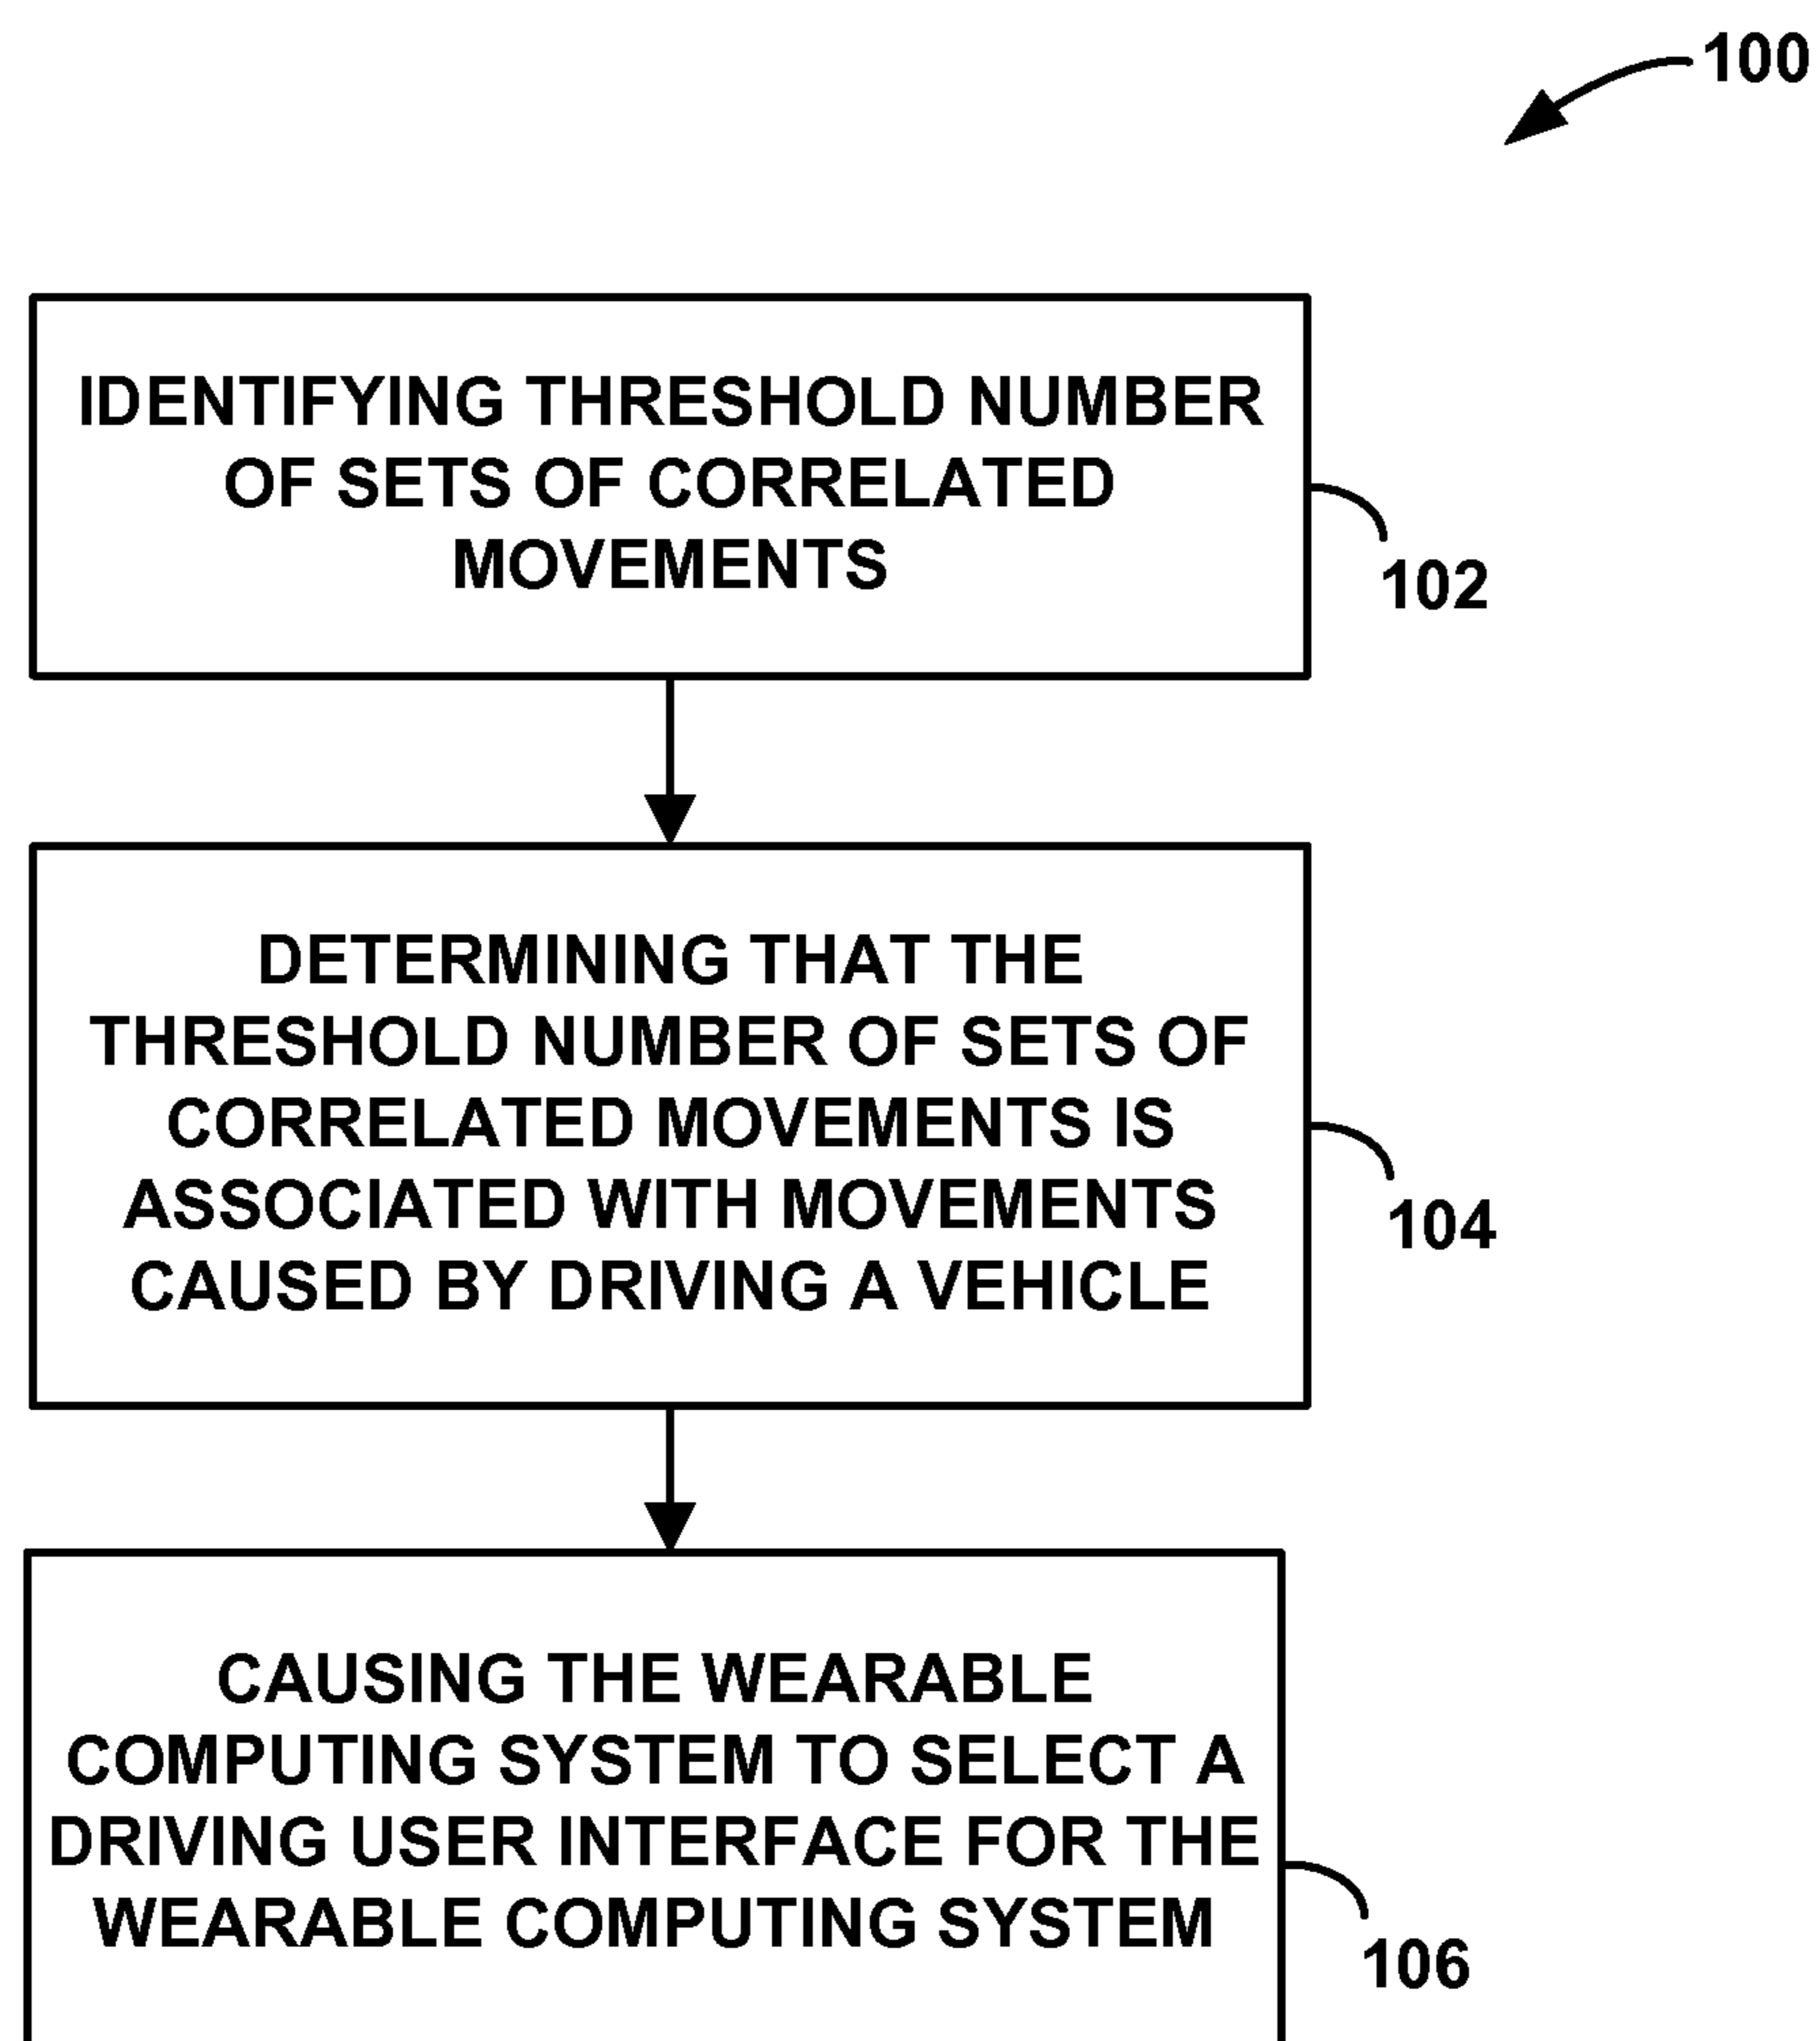 100
IDENTIFYING THRESHOLD NUMBER
OF SETS OF CORRELATED
MOVEMENTS
102
DETERMINING THAT THE
THRESHOLD NUMBER OF SETS OF
CORRELATED MOVEMENTS IS
ASSOCIATED WITH MOVEMENTS
CAUSED BY DRIVING A VEHICLE
104
CAUSING THE WEARABLE
COMPUTING SYSTEM TO SELECT A
DRIVING USER INTERFACE FOR THE
WEARABLE COMPUTING SYSTEM
106